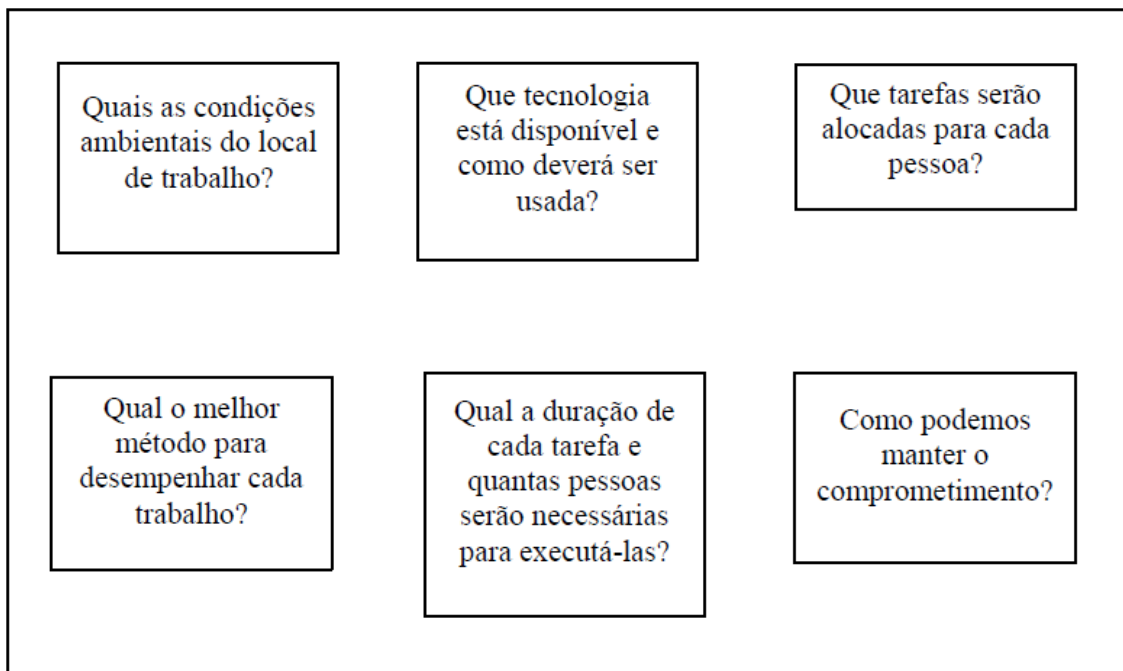 Quais as condições
ambientais do local
de trabalho?
Que tecnologia
está disponível e
como deverá ser
usada?
Que tarefas serão
alocadas para cada
pessoa?
Qual o melhor
método para
desempenhar cada
trabalho?
Qual a duração de
cada tarefa e
quantas pessoas
serão necessárias
para executá-las?
Como podemos
manter o
comprometimento?